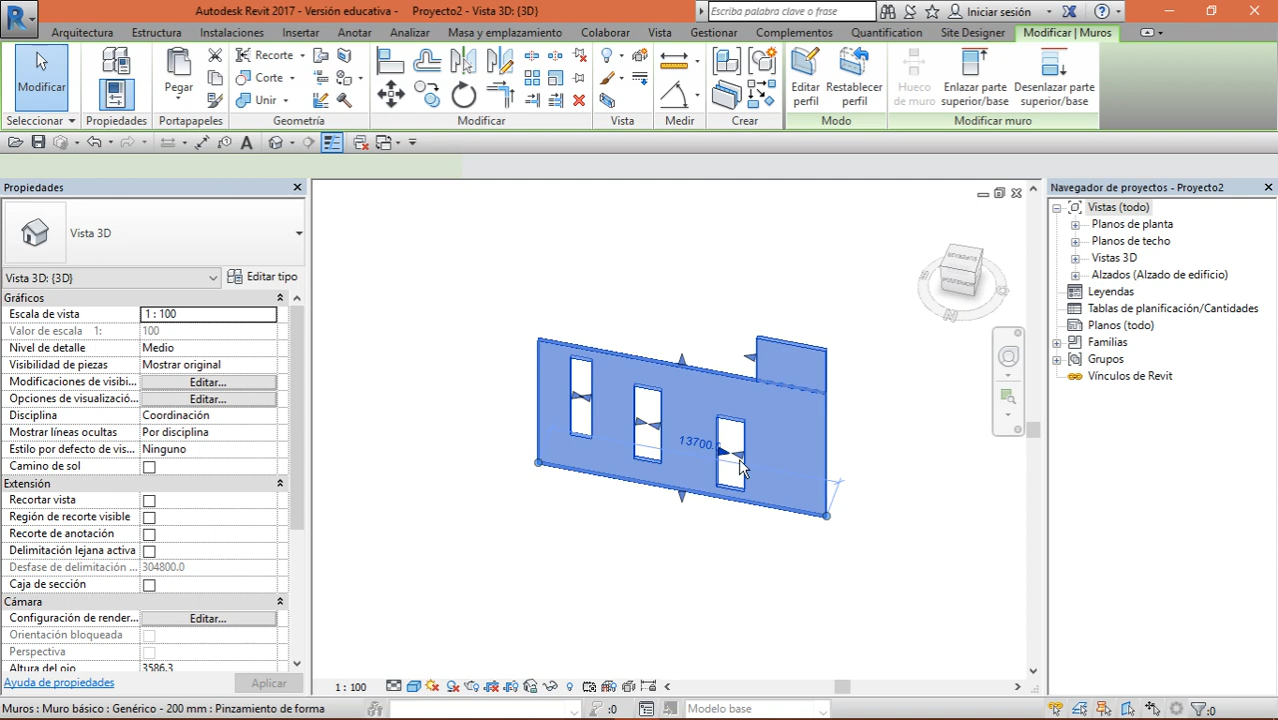 Autodesk Revit 2017 - Versión educativa - Proyecto2 - Vista 3D: {3D}
Escriba palabra clave o frase
Iniciar sesión
Arquitectura Estructura Instalaciones Insertar Anotar Analizar Masa y emplazamiento Colaborar Vista Gestionar Complementos Quantification Site Designer Modificar | Muros
Modificar
Pegar
Recorte
Corte
Unir
Editar perfil
Restablecer perfil
Hueco de muro
Enlazar parte superior/base
Desenlazar parte superior/base
Seleccionar Propiedades Portapapeles Geometría Modificar Vista Medir Crear Modo Modificar muro
Propiedades
Vista 3D
Vista 3D: {3D} Editar tipo
Gráficos
Escala de vista 1 : 100
Valor de escala 1: 100
Nivel de detalle Medio
Visibilidad de piezas Mostrar original
Modificaciones de visibi... Editar...
Opciones de visualizació... Editar...
Disciplina Coordinación
Mostrar líneas ocultas Por disciplina
Estilo por defecto de vis... Ninguno
Camino de sol
Extensión
Recortar vista
Región de recorte visible
Recorte de anotación
Delimitación lejana activa
Desfase de delimitación ... 304800.0
Caja de sección
Cámara
Configuración de render... Editar...
Orientación bloqueada
Perspectiva
Altura del ojo 3586.3
Ayuda de propiedades Aplicar
13700.
Navegador de proyectos - Proyecto2
Vistas (todo)
Planos de planta
Planos de techo
Vistas 3D
Alzados (Alzado de edificio)
Leyendas
Tablas de planificación/Cantidades
Planos (todo)
Familias
Grupos
Vínculos de Revit
1 : 100
Muros : Muro básico : Genérico - 200 mm : Pinzamiento de forma
:0
Modelo base
:0